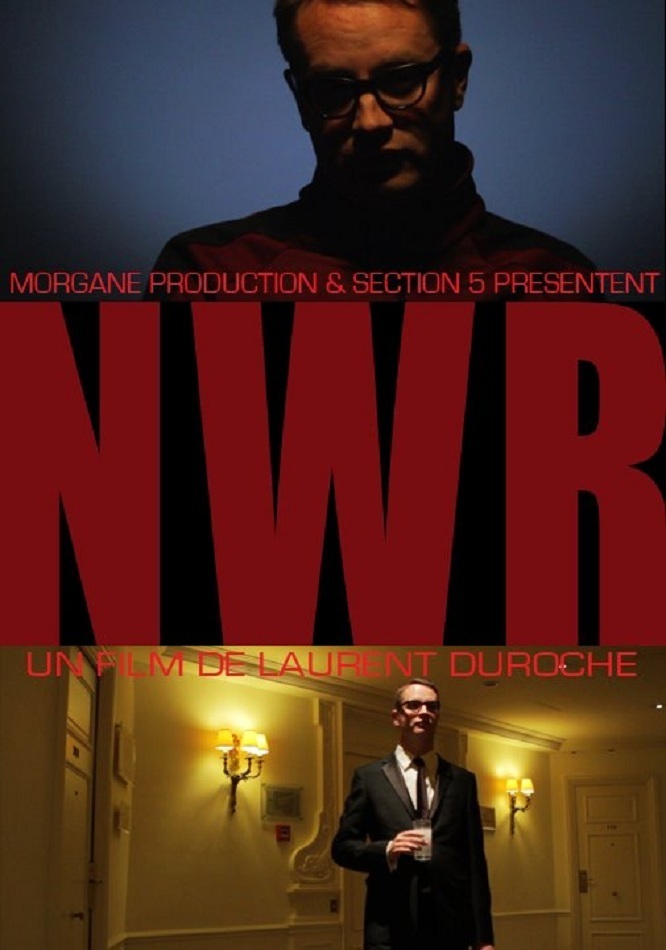 MORGANE PRODUCTION & SECTION 5 PRESENTENT
NWR
UN FILM DE LAURENT DUROCHE